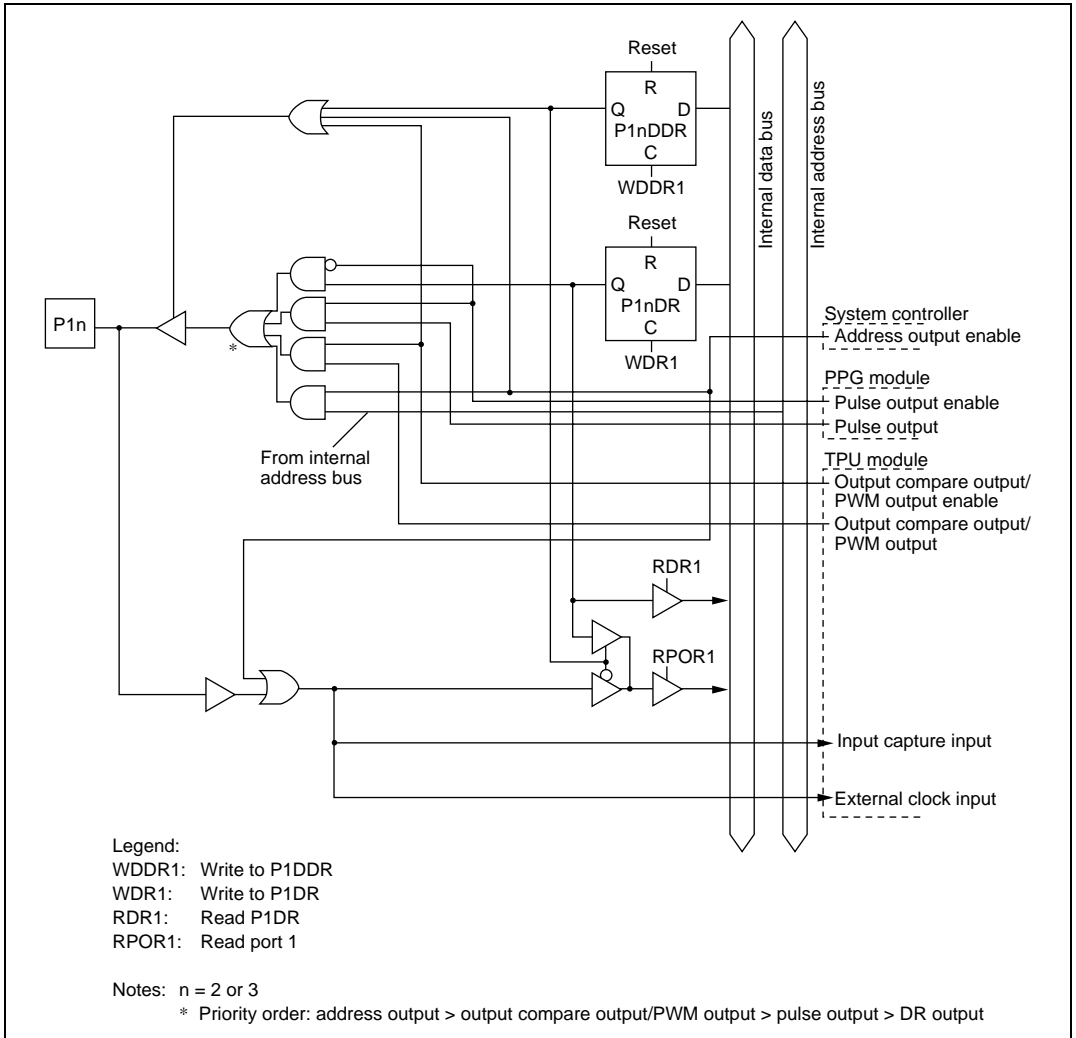 Reset
R
Q D
P1nDDR
C
WDDR1
Internal data bus
Internal address bus
Reset
R
Q D
P1nDR
C
WDR1
P1n
*
System controller
Address output enable
PPG module
Pulse output enable
Pulse output
From internal
address bus
TPU module
Output compare output/
PWM output enable
Output compare output/
PWM output
RDR1
RPOR1
Input capture input
External clock input
Legend:
WDDR1: Write to P1DDR
WDR1: Write to P1DR
RDR1: Read P1DR
RPOR1: Read port 1
Notes: n = 2 or 3
* Priority order: address output > output compare output/PWM output > pulse output > DR output